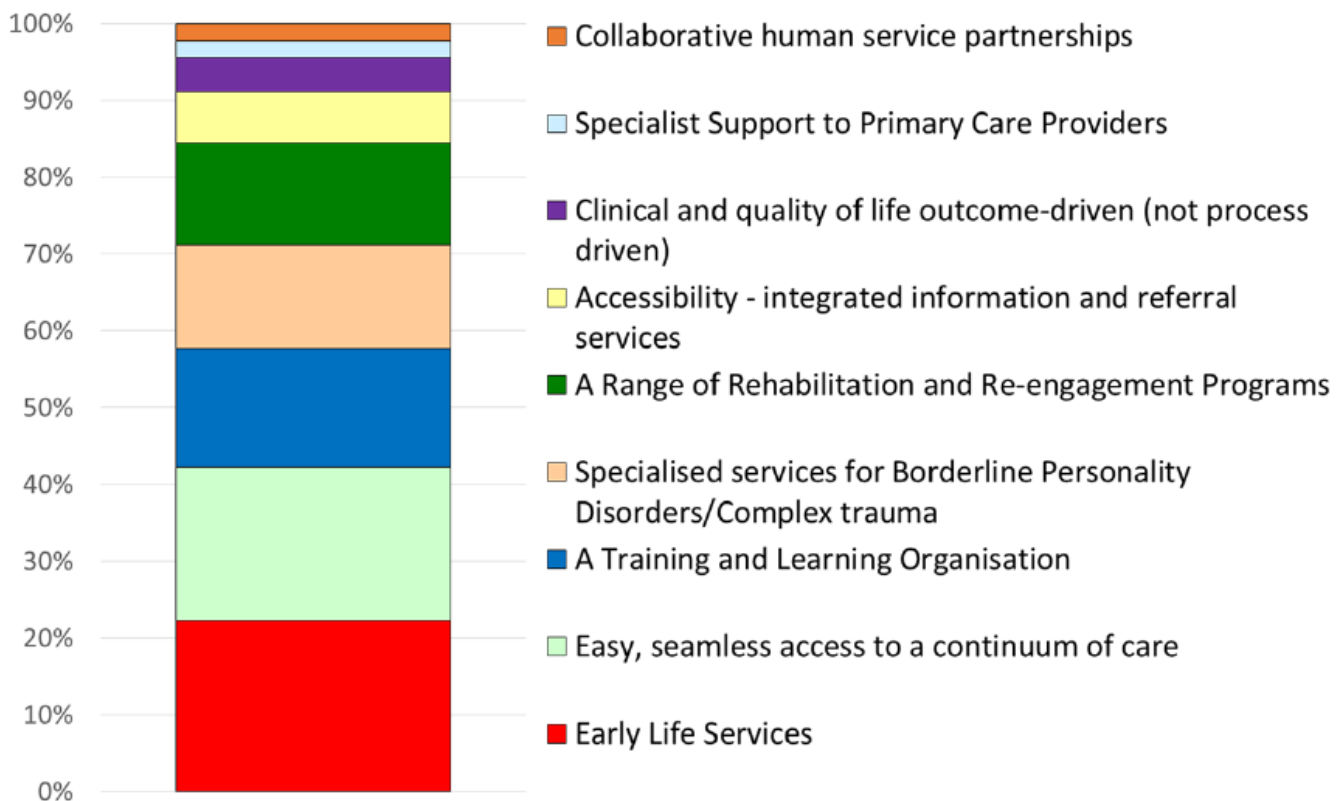 100%
90%
80%
70%
60%
50%
40%
30%
20%
10%
0%
Collaborative human service partnerships
Specialist Support to Primary Care Providers
Clinical and quality of life outcome-driven (not process
driven)
Accessibility - integrated information and referral
services
A Range of Rehabilitation and Re-engagement Programs
Specialised services for Borderline Personality
Disorders/Complex trauma
A Training and Learning Organisation
Easy, seamless access to a continuum of care
Early Life Services